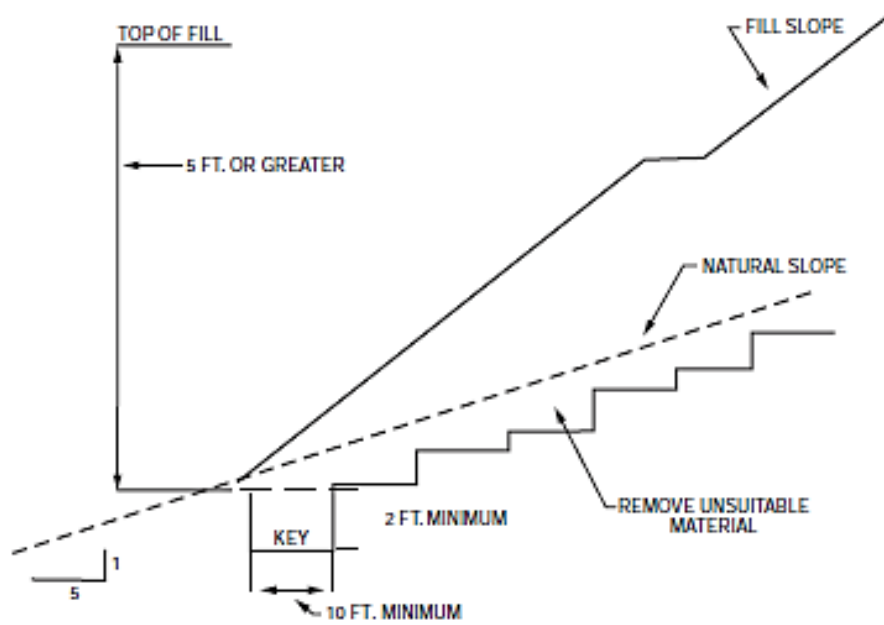 TOP OF FILL
FILL SLOPE
5 FT. OR GREATER
NATURAL SLOPE
2 FT. MINIMUM
REMOVE UNSUITABLE
MATERIAL
KEY
1
5
10 FT. MINIMUM